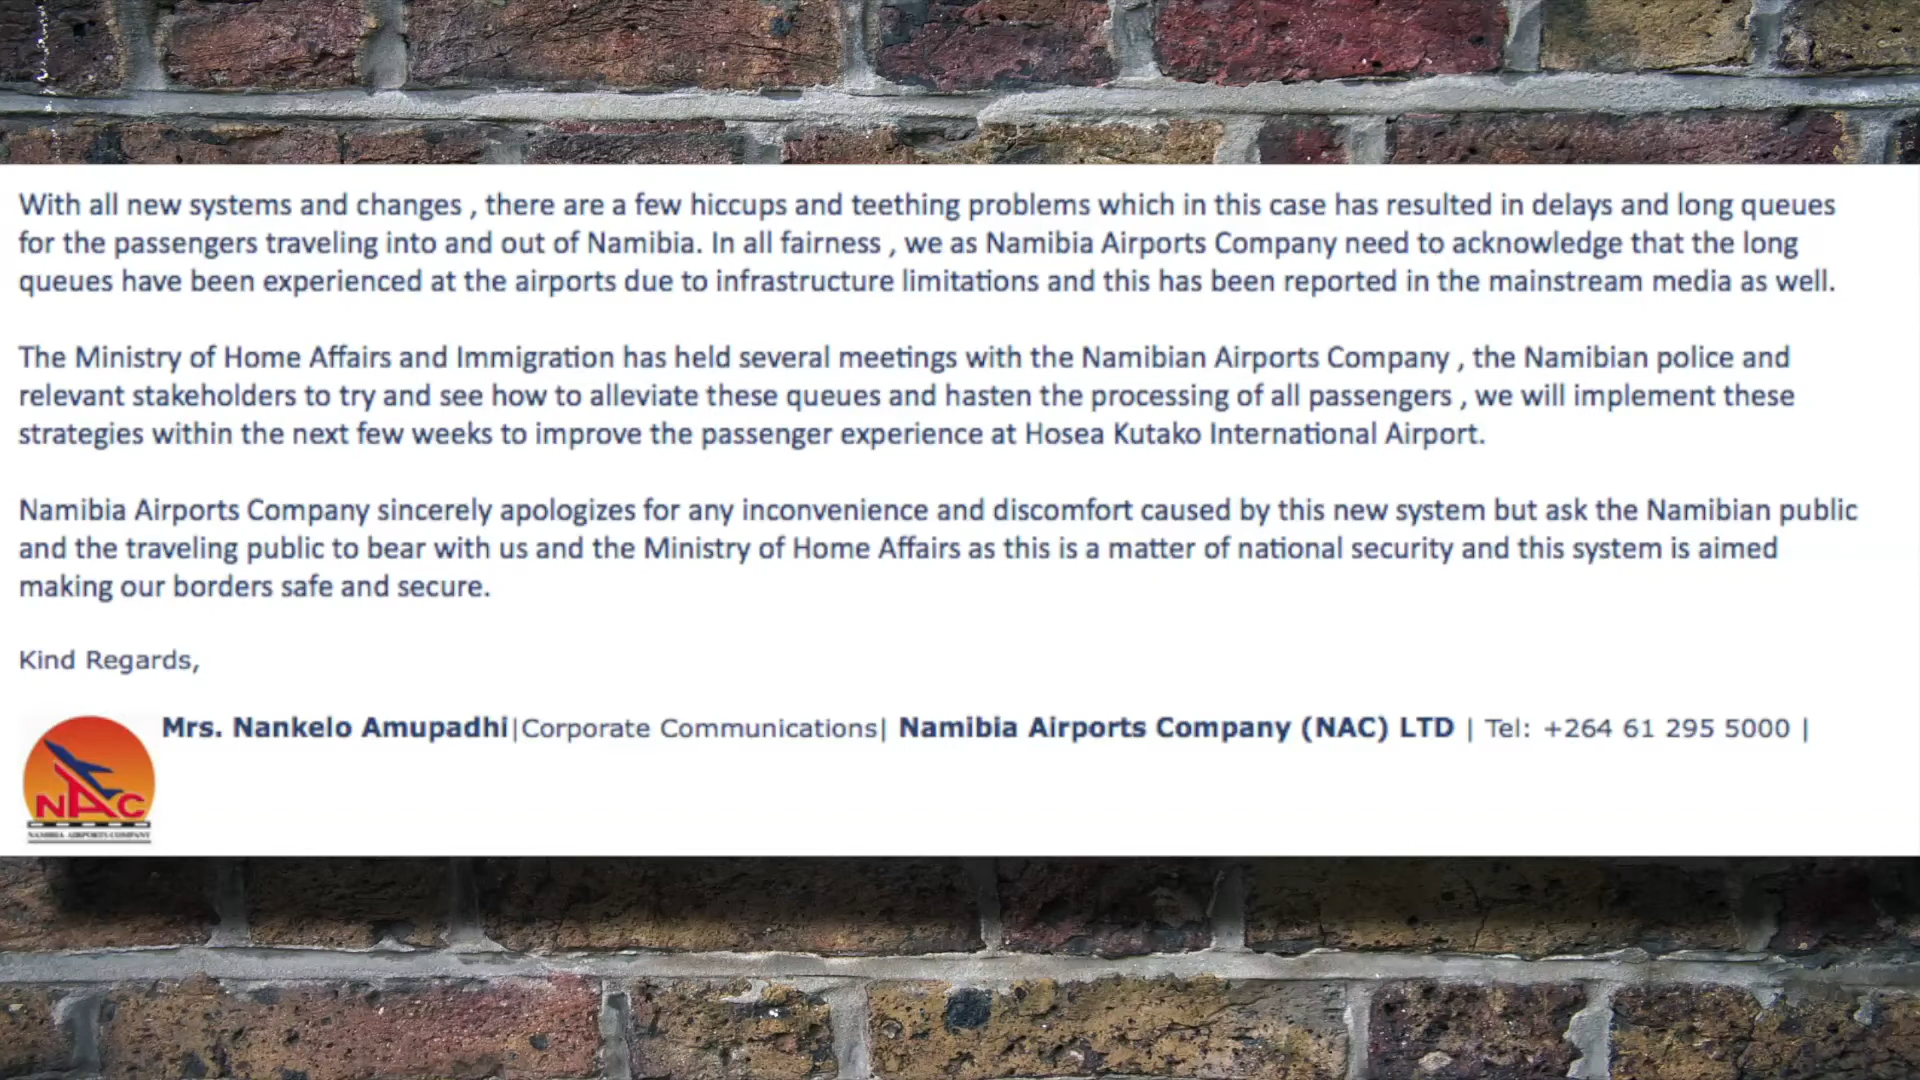 With all new systems and changes , there are a few hiccups and teething problems which in this case has resulted in delays and long queues
for the passengers traveling into and out of Namibia. In all fairness , we as Namibia Airports Company need to acknowledge that the long
queues have been experienced at the airports due to infrastructure limitations and this has been reported in the mainstream media as well.
The Ministry of Home Affairs and Immigration has held several meetings with the Namibian Airports Company , the Namibian police and
relevant stakeholders to try and see how to alleviate these queues and hasten the processing of all passengers , we will implement these
strategies within the next few weeks to improve the passenger experience at Hosea Kutako International Airport.
Namibia Airports Company sincerely apologizes for any inconvenience and discomfort caused by this new system but ask the Namibian public
and the traveling public to bear with us and the Ministry of Home Affairs as this is a matter of national security and this system is aimed
making our borders safe and secure.
Kind Regards,
Mrs. Nankelo Amupadhi|Corporate Communications| Namibia Airports Company (NAC) LTD | Tel: +264 61 295 5000 |
NAC
NAMIBIA AIRPORTS COMPANY